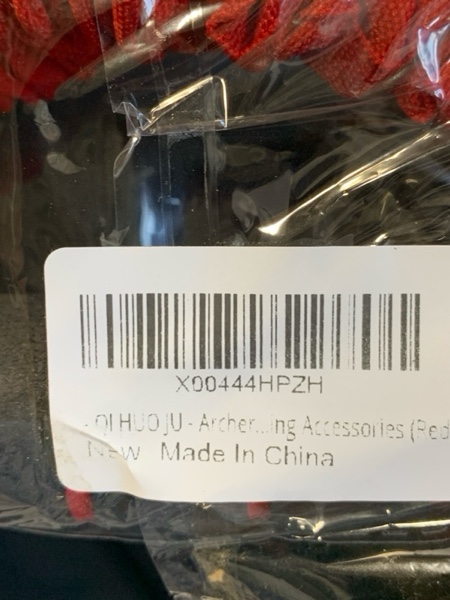 X00444HPZH
- QI HUO JU - Archer...ing Accessories (Red
New Made In China